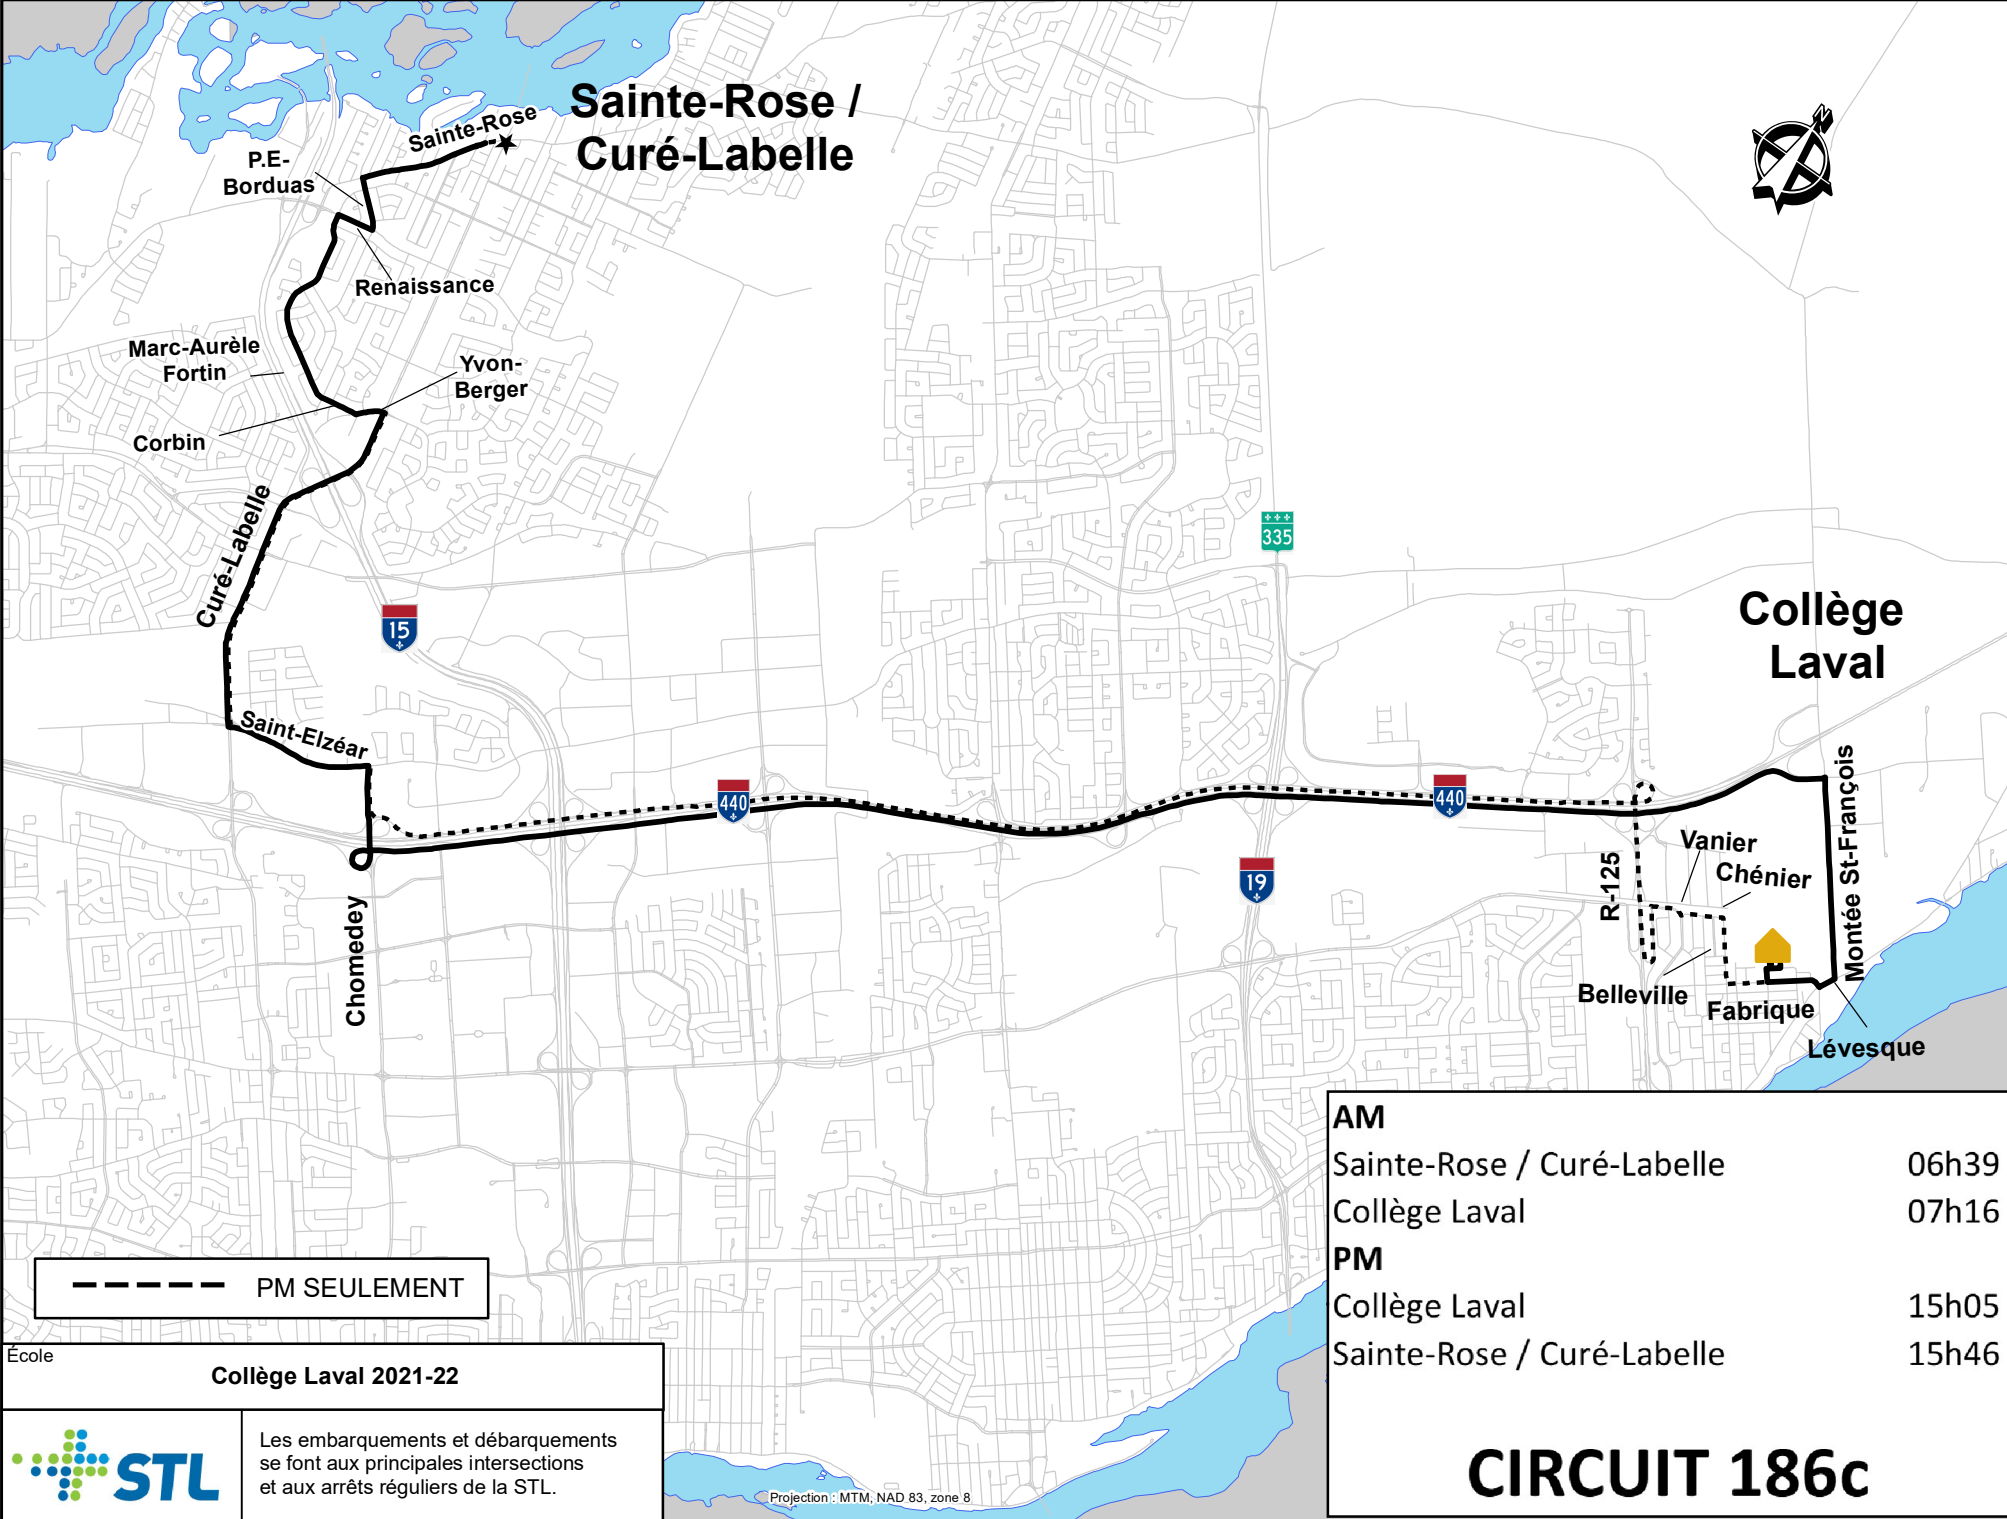 Sainte-Rose /
Curé-Labelle
Sainte-Rose
N
P.E-
Borduas
Renaissance
Marc-Aurèle
Fortin
Yvon-
Berger
Corbin
Curé-Labelle
335
15
Collège
Laval
Saint-Elzéar
440
440
Montée St-François
Vanier
Chénier
R-125
19
Chomedey
Belleville
Fabrique
Lévesque
AM
Sainte-Rose / Curé-Labelle 06h39
Collège Laval 07h16
PM
Collège Laval 15h05
Sainte-Rose / Curé-Labelle 15h46
CIRCUIT 186c
PM SEULEMENT
École
Collège Laval 2021-22
STL
Les embarquements et débarquements
se font aux principales intersections
et aux arrêts réguliers de la STL.
Projection : MTM, NAD 83, zone 8